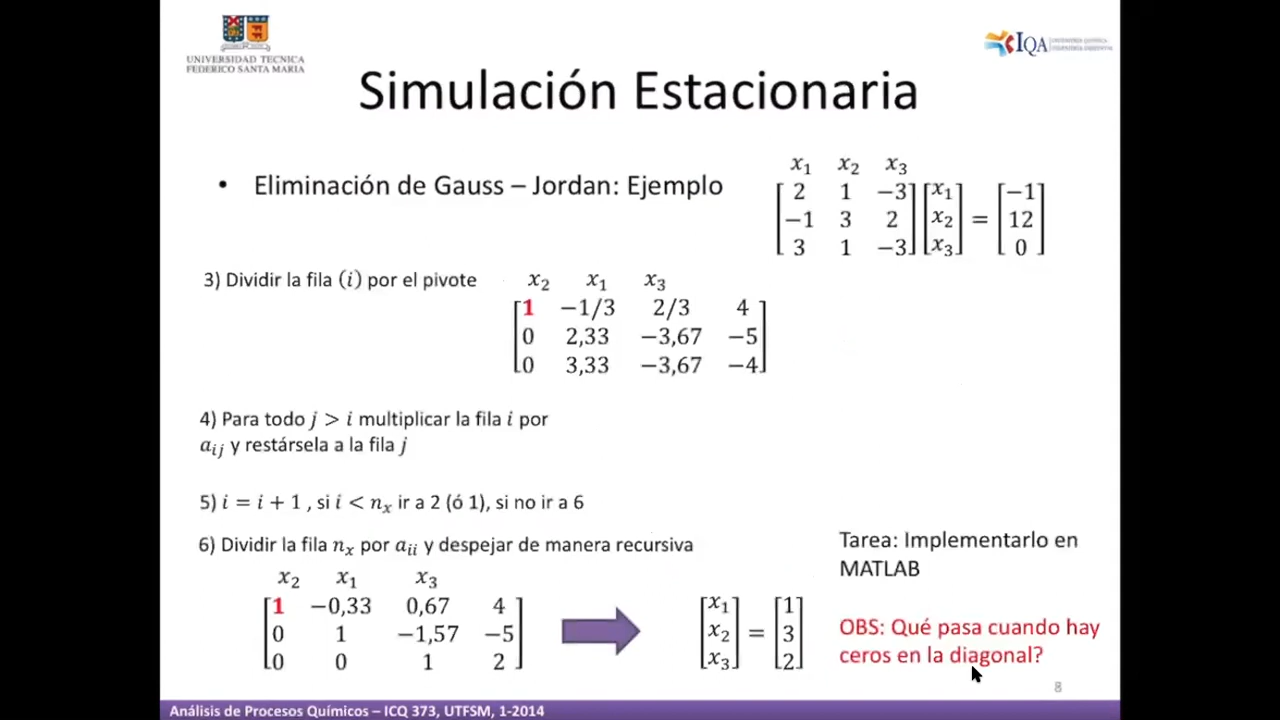 UNIVERSIDAD TECNICA
FEDERICO SANTA MARIA
IQA
Simulación Estacionaria
• Eliminación de Gauss – Jordan: Ejemplo
x₁ x₂ x₃
[2 1 −3] [x₁] [−1]
[−1 3 2] [x₂] = [12]
[3 1 −3] [x₃] [0]
3) Dividir la fila (i) por el pivote
x₂ x₁ x₃
[1 −1/3 2/3 4]
[0 2,33 −3,67 −5]
[0 3,33 −3,67 −4]
4) Para todo j > i multiplicar la fila i por
aᵢⱼ y restársela a la fila j
5) i = i + 1 , si i < nₓ ir a 2 (ó 1), si no ir a 6
6) Dividir la fila nₓ por aᵢᵢ y despejar de manera recursiva
x₂ x₁ x₃
[1 −0,33 0,67 4]
[0 1 −1,57 −5]
[0 0 1 2]
[x₁] [1]
[x₂] = [3]
[x₃] [2]
Tarea: Implementarlo en
MATLAB
OBS: Qué pasa cuando hay
ceros en la diagonal?
8
Análisis de Procesos Químicos – ICQ 373, UTFSM, 1-2014